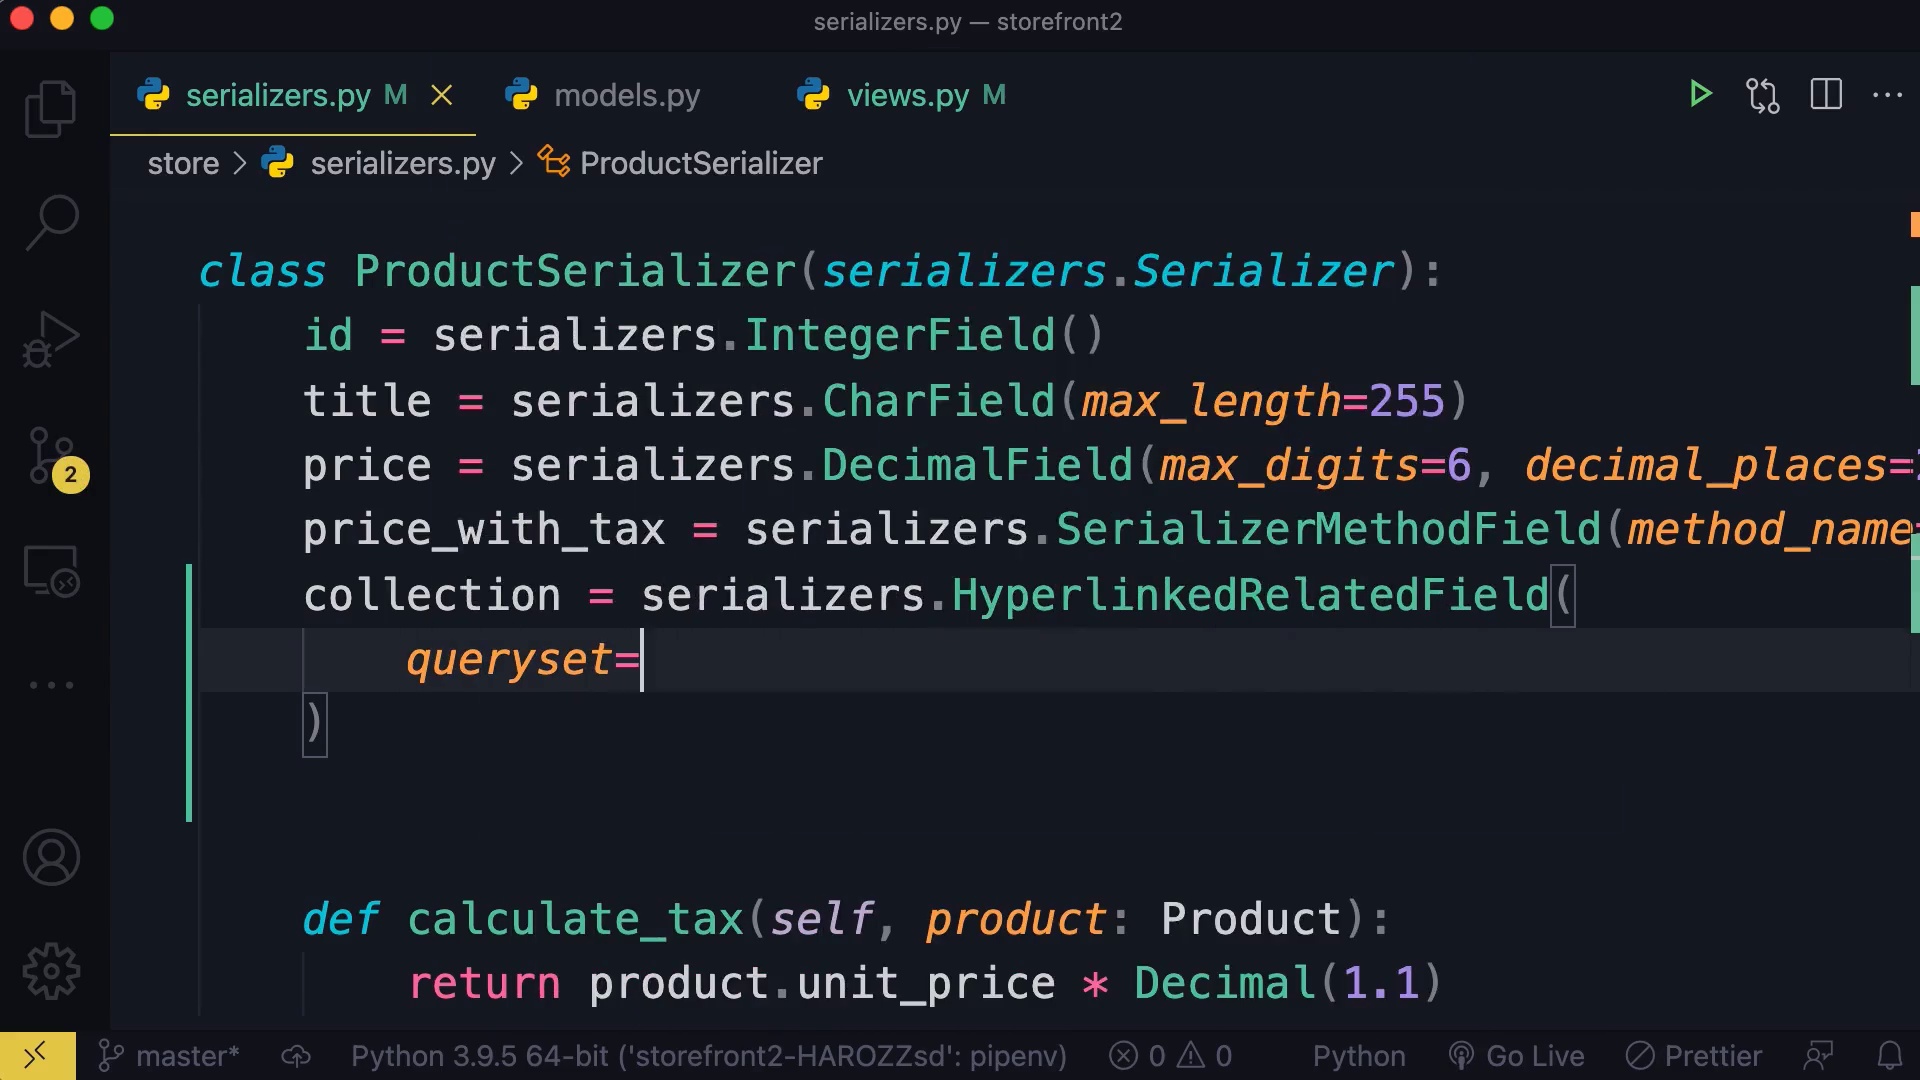 serializers.py — storefront2
serializers.py M models.py views.py M
store > serializers.py > ProductSerializer
class ProductSerializer(serializers.Serializer):
id = serializers.IntegerField()
title = serializers.CharField(max_length=255)
price = serializers.DecimalField(max_digits=6, decimal_places=
price_with_tax = serializers.SerializerMethodField(method_name
collection = serializers.HyperlinkedRelatedField(
queryset=
)
2
def calculate_tax(self, product: Product):
return product.unit_price * Decimal(1.1)
master* Python 3.9.5 64-bit ('storefront2-HAROZZsd': pipenv) 0 0 Python Go Live Prettier